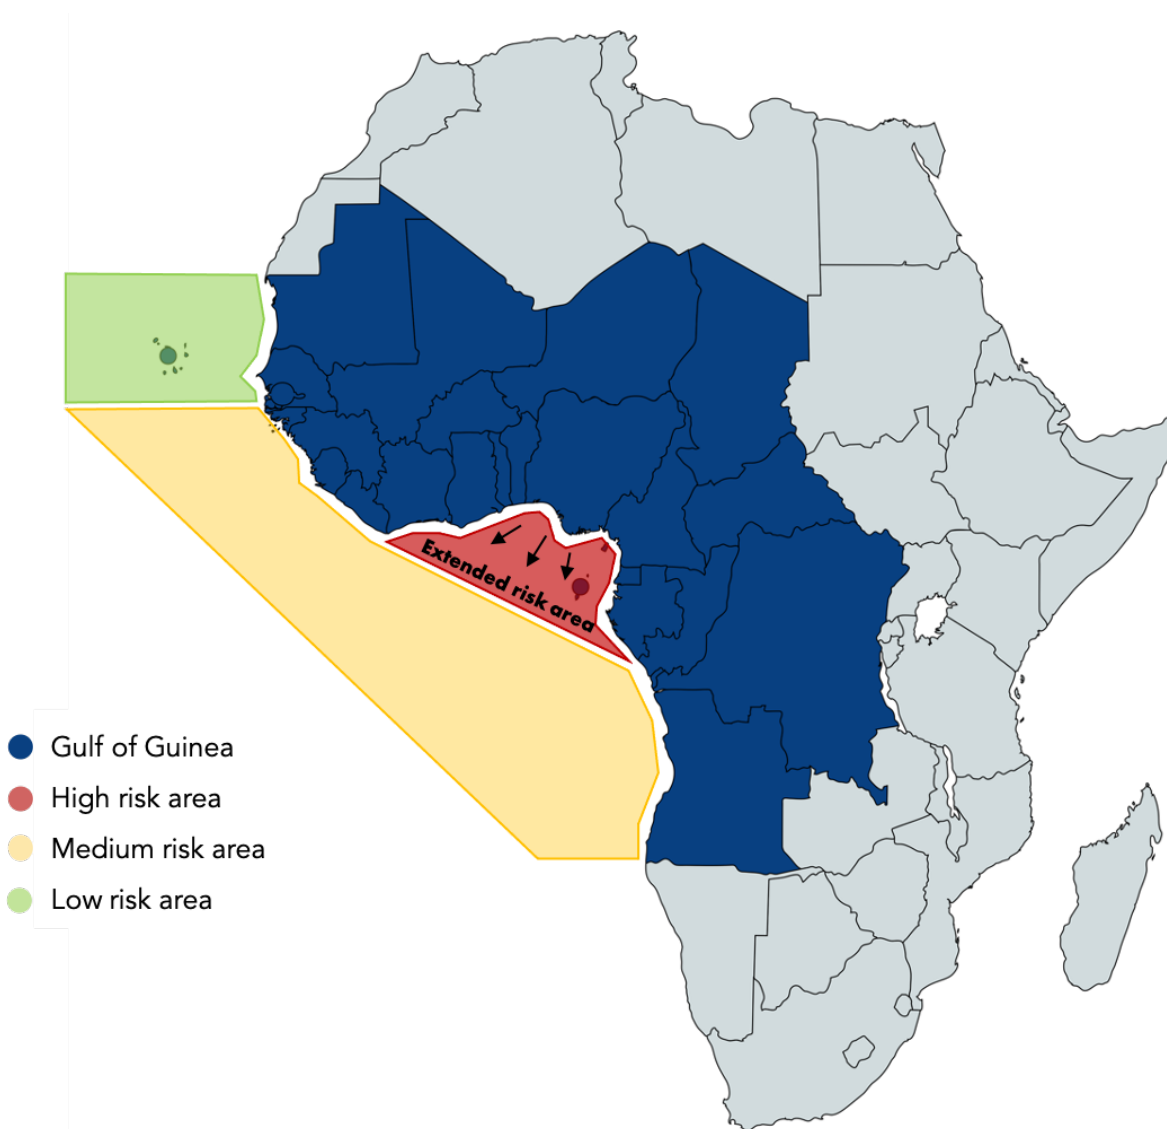 Extended risk area
Gulf of Guinea
High risk area
Medium risk area
Low risk area